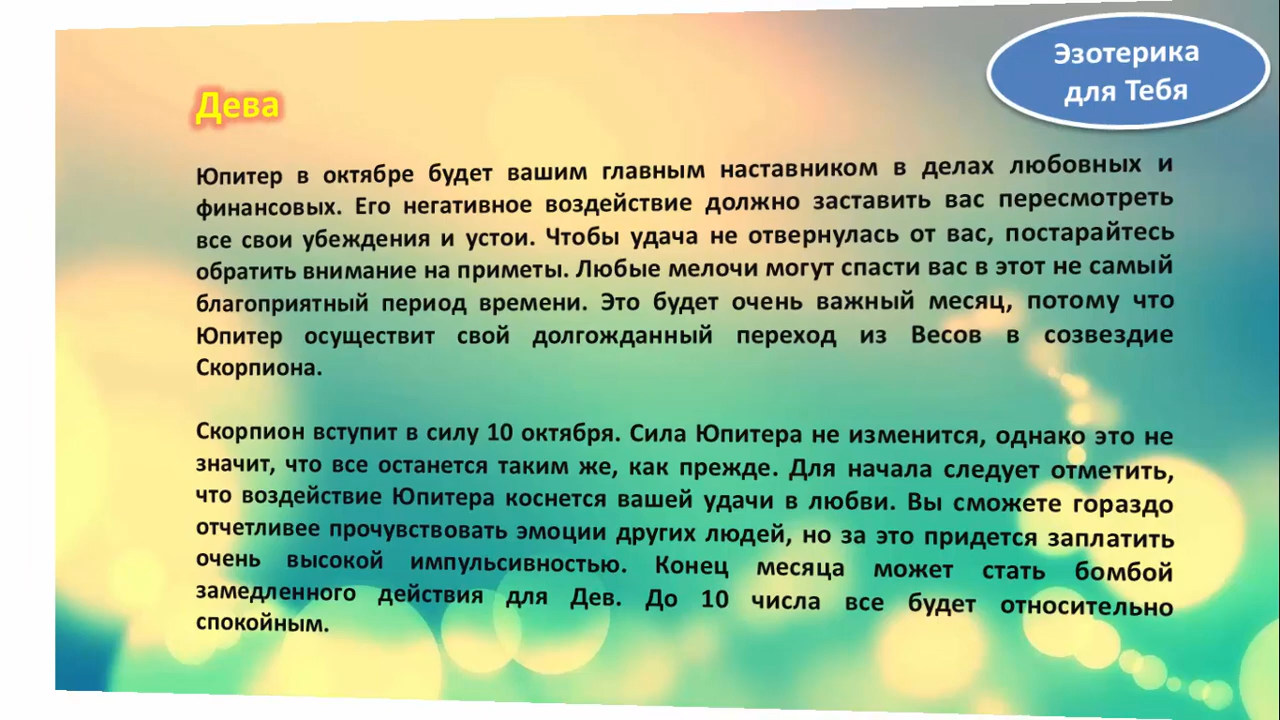 Эзотерика
для Тебя
Дева
Юпитер в октябре будет вашим главным наставником в делах любовных и
финансовых. Его негативное воздействие должно заставить вас пересмотреть
все свои убеждения и устои. Чтобы удача не отвернулась от вас, постарайтесь
обратить внимание на приметы. Любые мелочи могут спасти вас в этот не самый
благоприятный период времени. Это будет очень важный месяц, потому что
Юпитер осуществит свой долгожданный переход из Весов в созвездие
Скорпиона.
Скорпион вступит в силу 10 октября. Сила Юпитера не изменится, однако это не
значит, что все останется таким же, как прежде. Для начала следует отметить,
что воздействие Юпитера коснется вашей удачи в любви. Вы сможете гораздо
отчетливее прочувствовать эмоции других людей, но за это придется заплатить
очень высокой импульсивностью. Конец месяца может стать бомбой
замедленного действия для Дев. До 10 числа все будет относительно
спокойным.